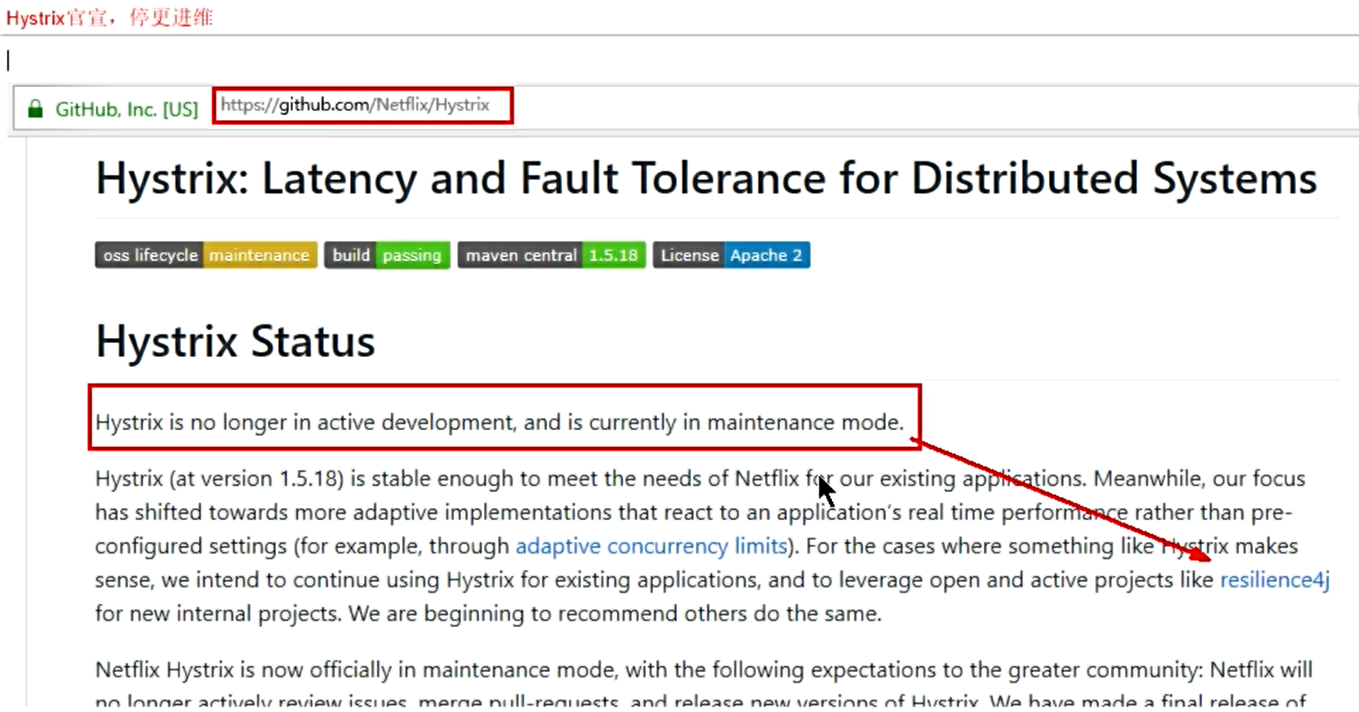 Hystrix官宣，停更进维
GitHub, Inc. [US] https://github.com/Netflix/Hystrix
Hystrix: Latency and Fault Tolerance for Distributed Systems
oss lifecycle maintenance build passing maven central 1.5.18 License Apache 2
Hystrix Status
Hystrix is no longer in active development, and is currently in maintenance mode.
Hystrix (at version 1.5.18) is stable enough to meet the needs of Netflix for our existing applications. Meanwhile, our focus
has shifted towards more adaptive implementations that react to an application's real time performance rather than pre-
configured settings (for example, through adaptive concurrency limits). For the cases where something like Hystrix makes
sense, we intend to continue using Hystrix for existing applications, and to leverage open and active projects like resilience4j
for new internal projects. We are beginning to recommend others do the same.
Netflix Hystrix is now officially in maintenance mode, with the following expectations to the greater community: Netflix will
no longer actively review issues, merge pull-requests, and release new versions of Hystrix. We have made a final release of